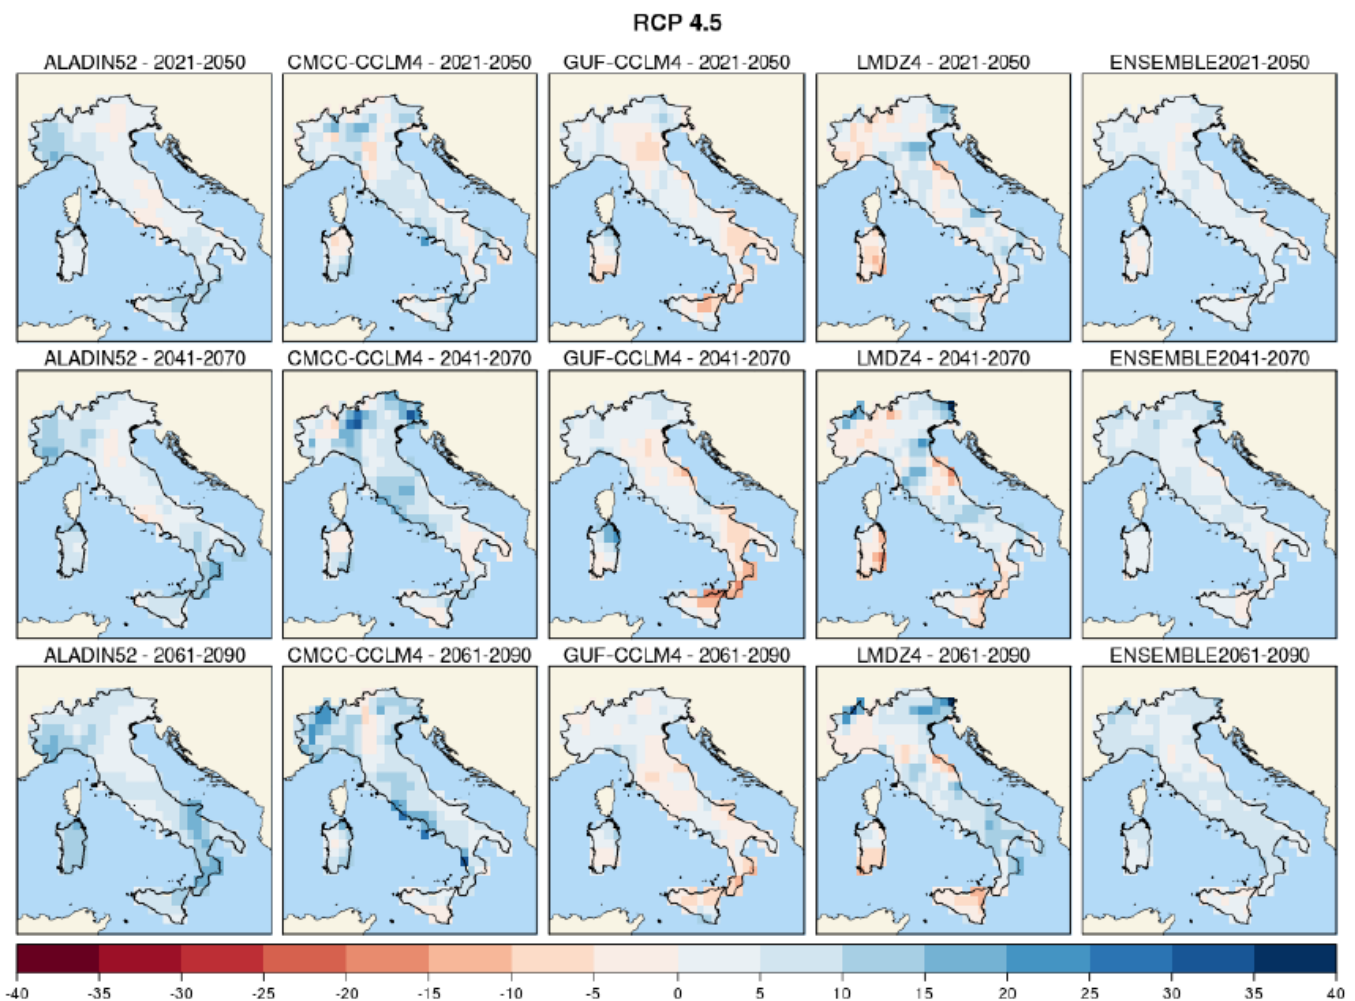 RCP 4.5
ALADIN52 - 2021-2050 CMCC-CCLM4 - 2021-2050 GUF-CCLM4 - 2021-2050 LMDZ4 - 2021-2050 ENSEMBLE2021-2050
ALADIN52 - 2041-2070 CMCC-CCLM4 - 2041-2070 GUF-CCLM4 - 2041-2070 LMDZ4 - 2041-2070 ENSEMBLE2041-2070
ALADIN52 - 2061-2090 CMCC-CCLM4 - 2061-2090 GUF-CCLM4 - 2061-2090 LMDZ4 - 2061-2090 ENSEMBLE2061-2090
-40 -35 -30 -25 -20 -15 -10 -5 0 5 10 15 20 25 30 35 40